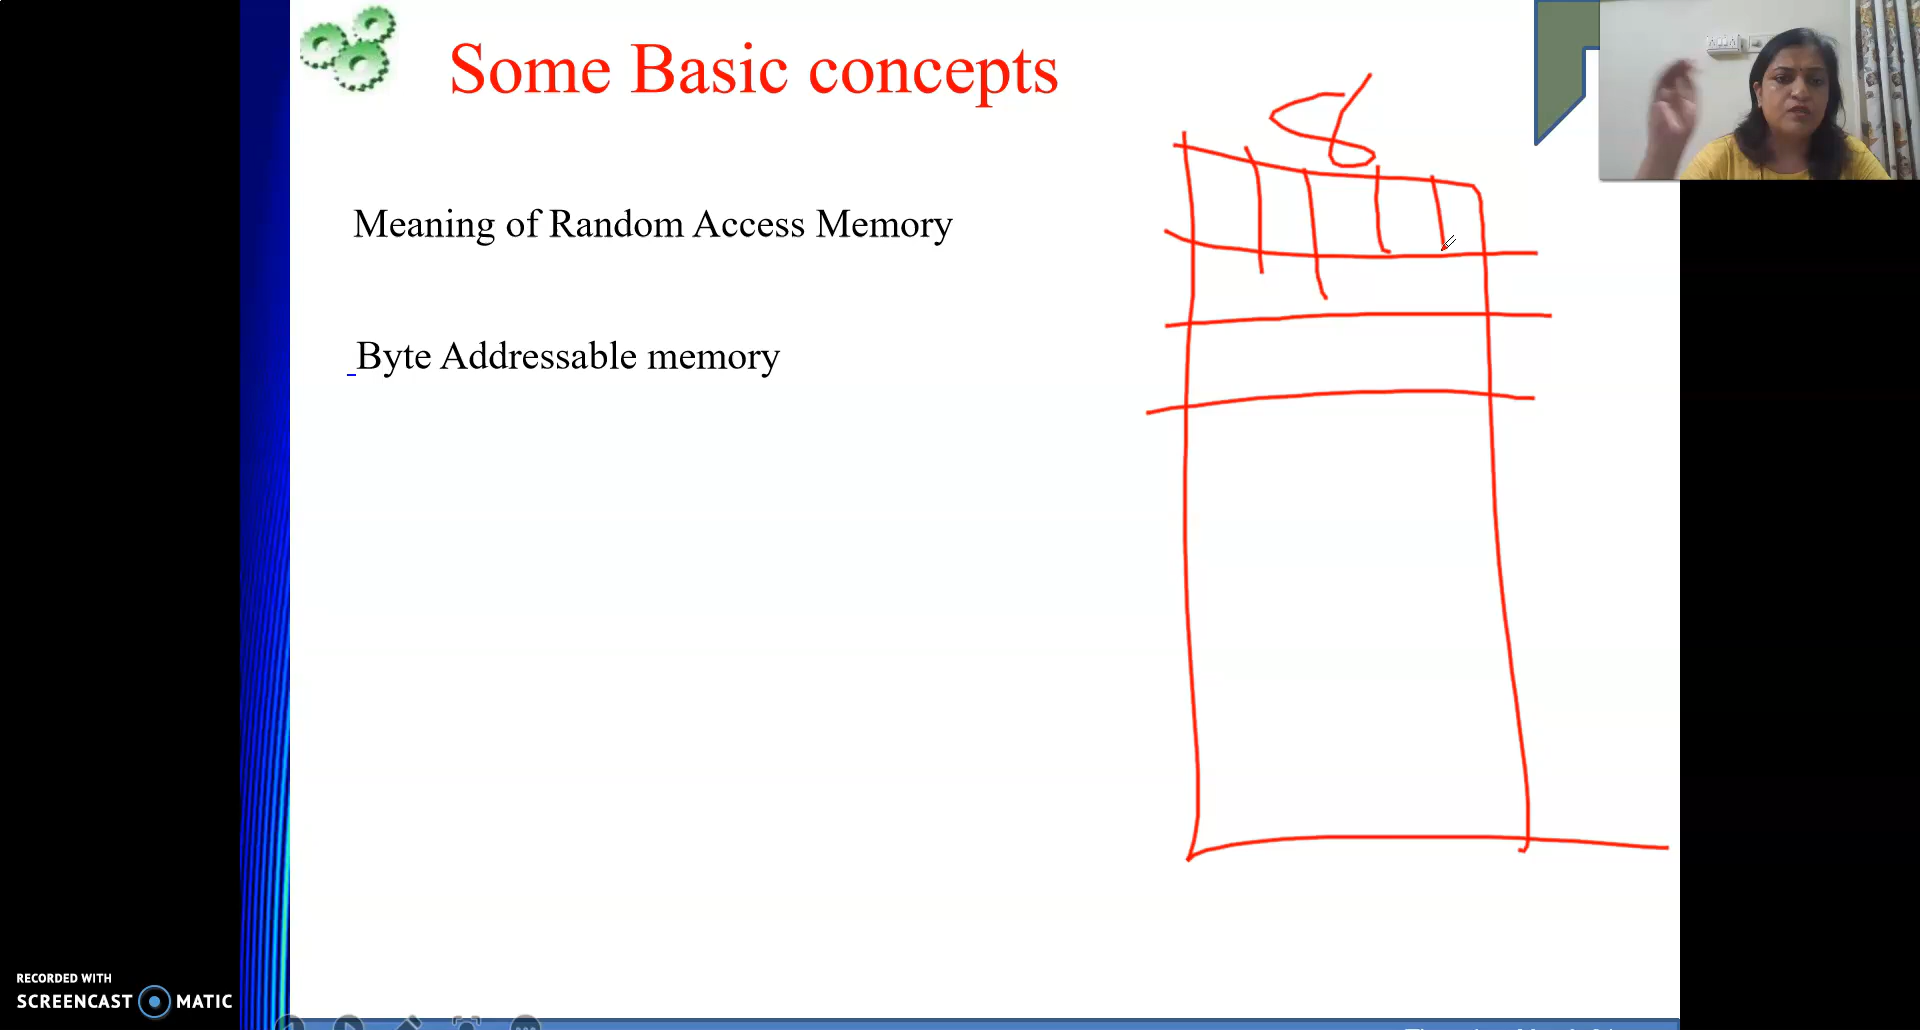 Some Basic concepts
8
Meaning of Random Access Memory
Byte Addressable memory
RECORDED WITH
SCREENCAST MATIC